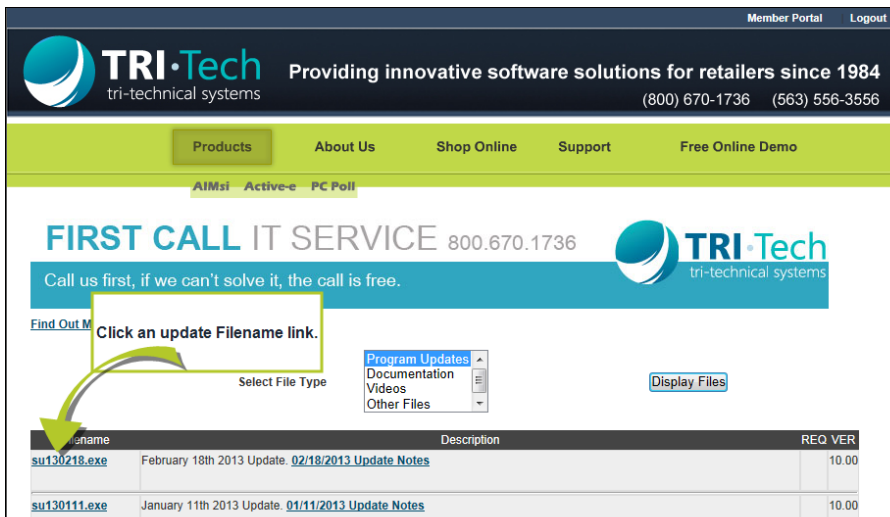 Member Portal Logout
TRI•Tech
tri-technical systems
Providing innovative software solutions for retailers since 1984
(800) 670-1736 (563) 556-3556
Products About Us Shop Online Support Free Online Demo
AIMsi Active-e PC Poll
FIRST CALL IT SERVICE 800.670.1736
Call us first, if we can't solve it, the call is free.
TRI•Tech
tri-technical systems
Find Out M
Click an update Filename link.
Select File Type
Program Updates
Documentation
Videos
Other Files
Display Files
ilename Description REQ VER
su130218.exe February 18th 2013 Update. 02/18/2013 Update Notes 10.00
su130111.exe January 11th 2013 Update. 01/11/2013 Update Notes 10.00